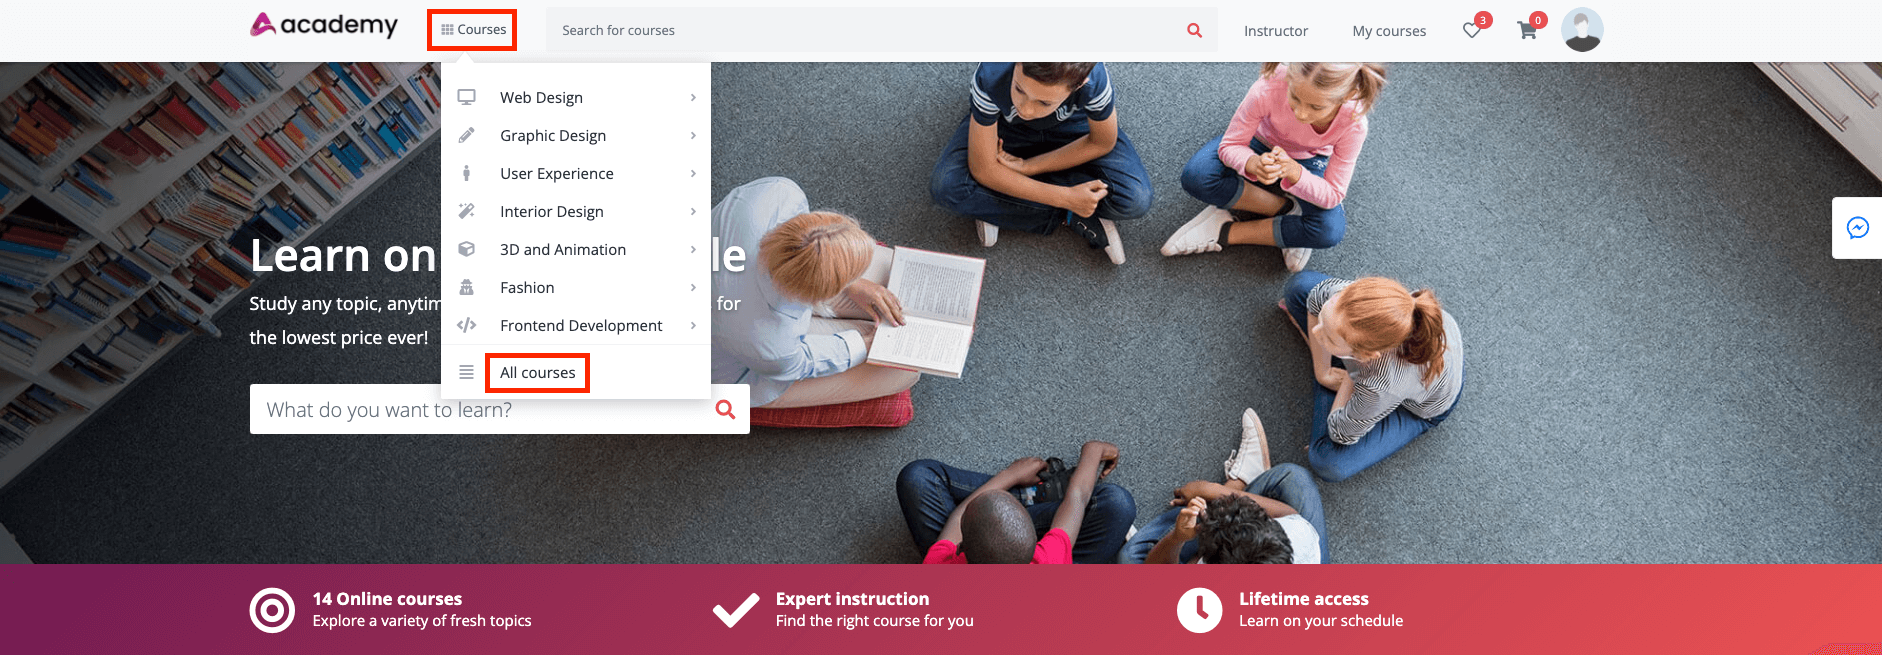 academy
Courses
Search for courses
Instructor
My courses
3
0
Web Design
Graphic Design
User Experience
Interior Design
3D and Animation
Fashion
Frontend Development
All courses
Learn on le
Study any topic, for
the lowest price ever!
What do you want to learn?
14 Online courses
Explore a variety of fresh topics
Expert instruction
Find the right course for you
Lifetime access
Learn on your schedule